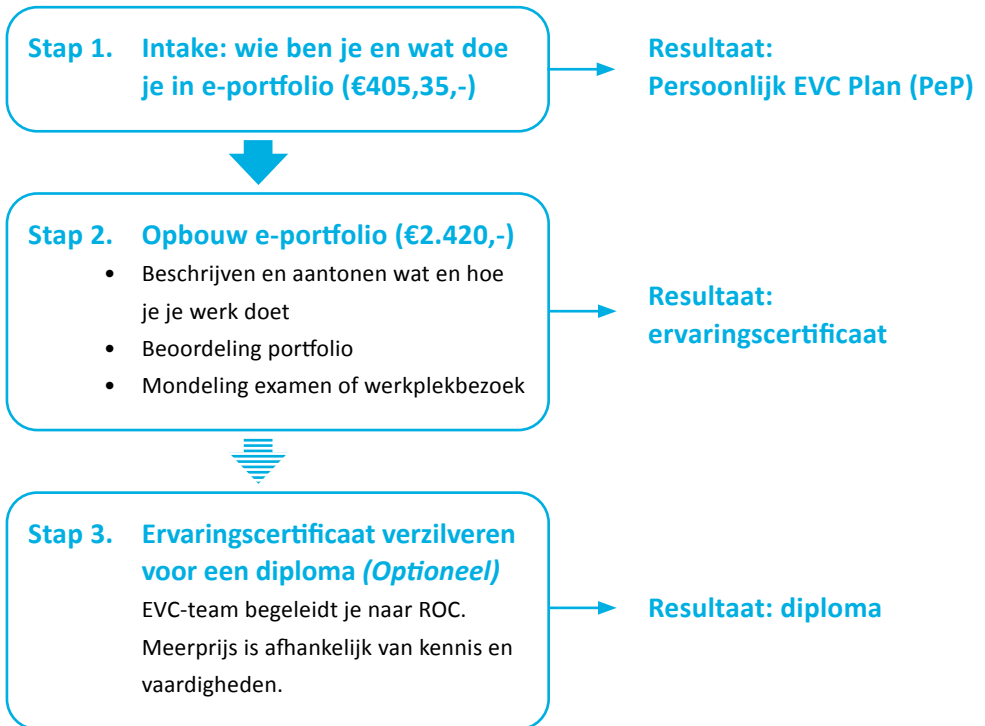 Stap 1. Intake: wie ben je en wat doe
je in e-portfolio (€405,35,-)
Resultaat:
Persoonlijk EVC Plan (PeP)
Stap 2. Opbouw e-portfolio (€2.420,-)
• Beschrijven en aantonen wat en hoe
je je werk doet
• Beoordeling portfolio
• Mondeling examen of werkplekbezoek
Resultaat:
ervaringscertificaat
Stap 3. Ervaringscertificaat verzilveren
voor een diploma (Optioneel)
EVC-team begeleidt je naar ROC.
Meerprijs is afhankelijk van kennis en
vaardigheden.
Resultaat: diploma